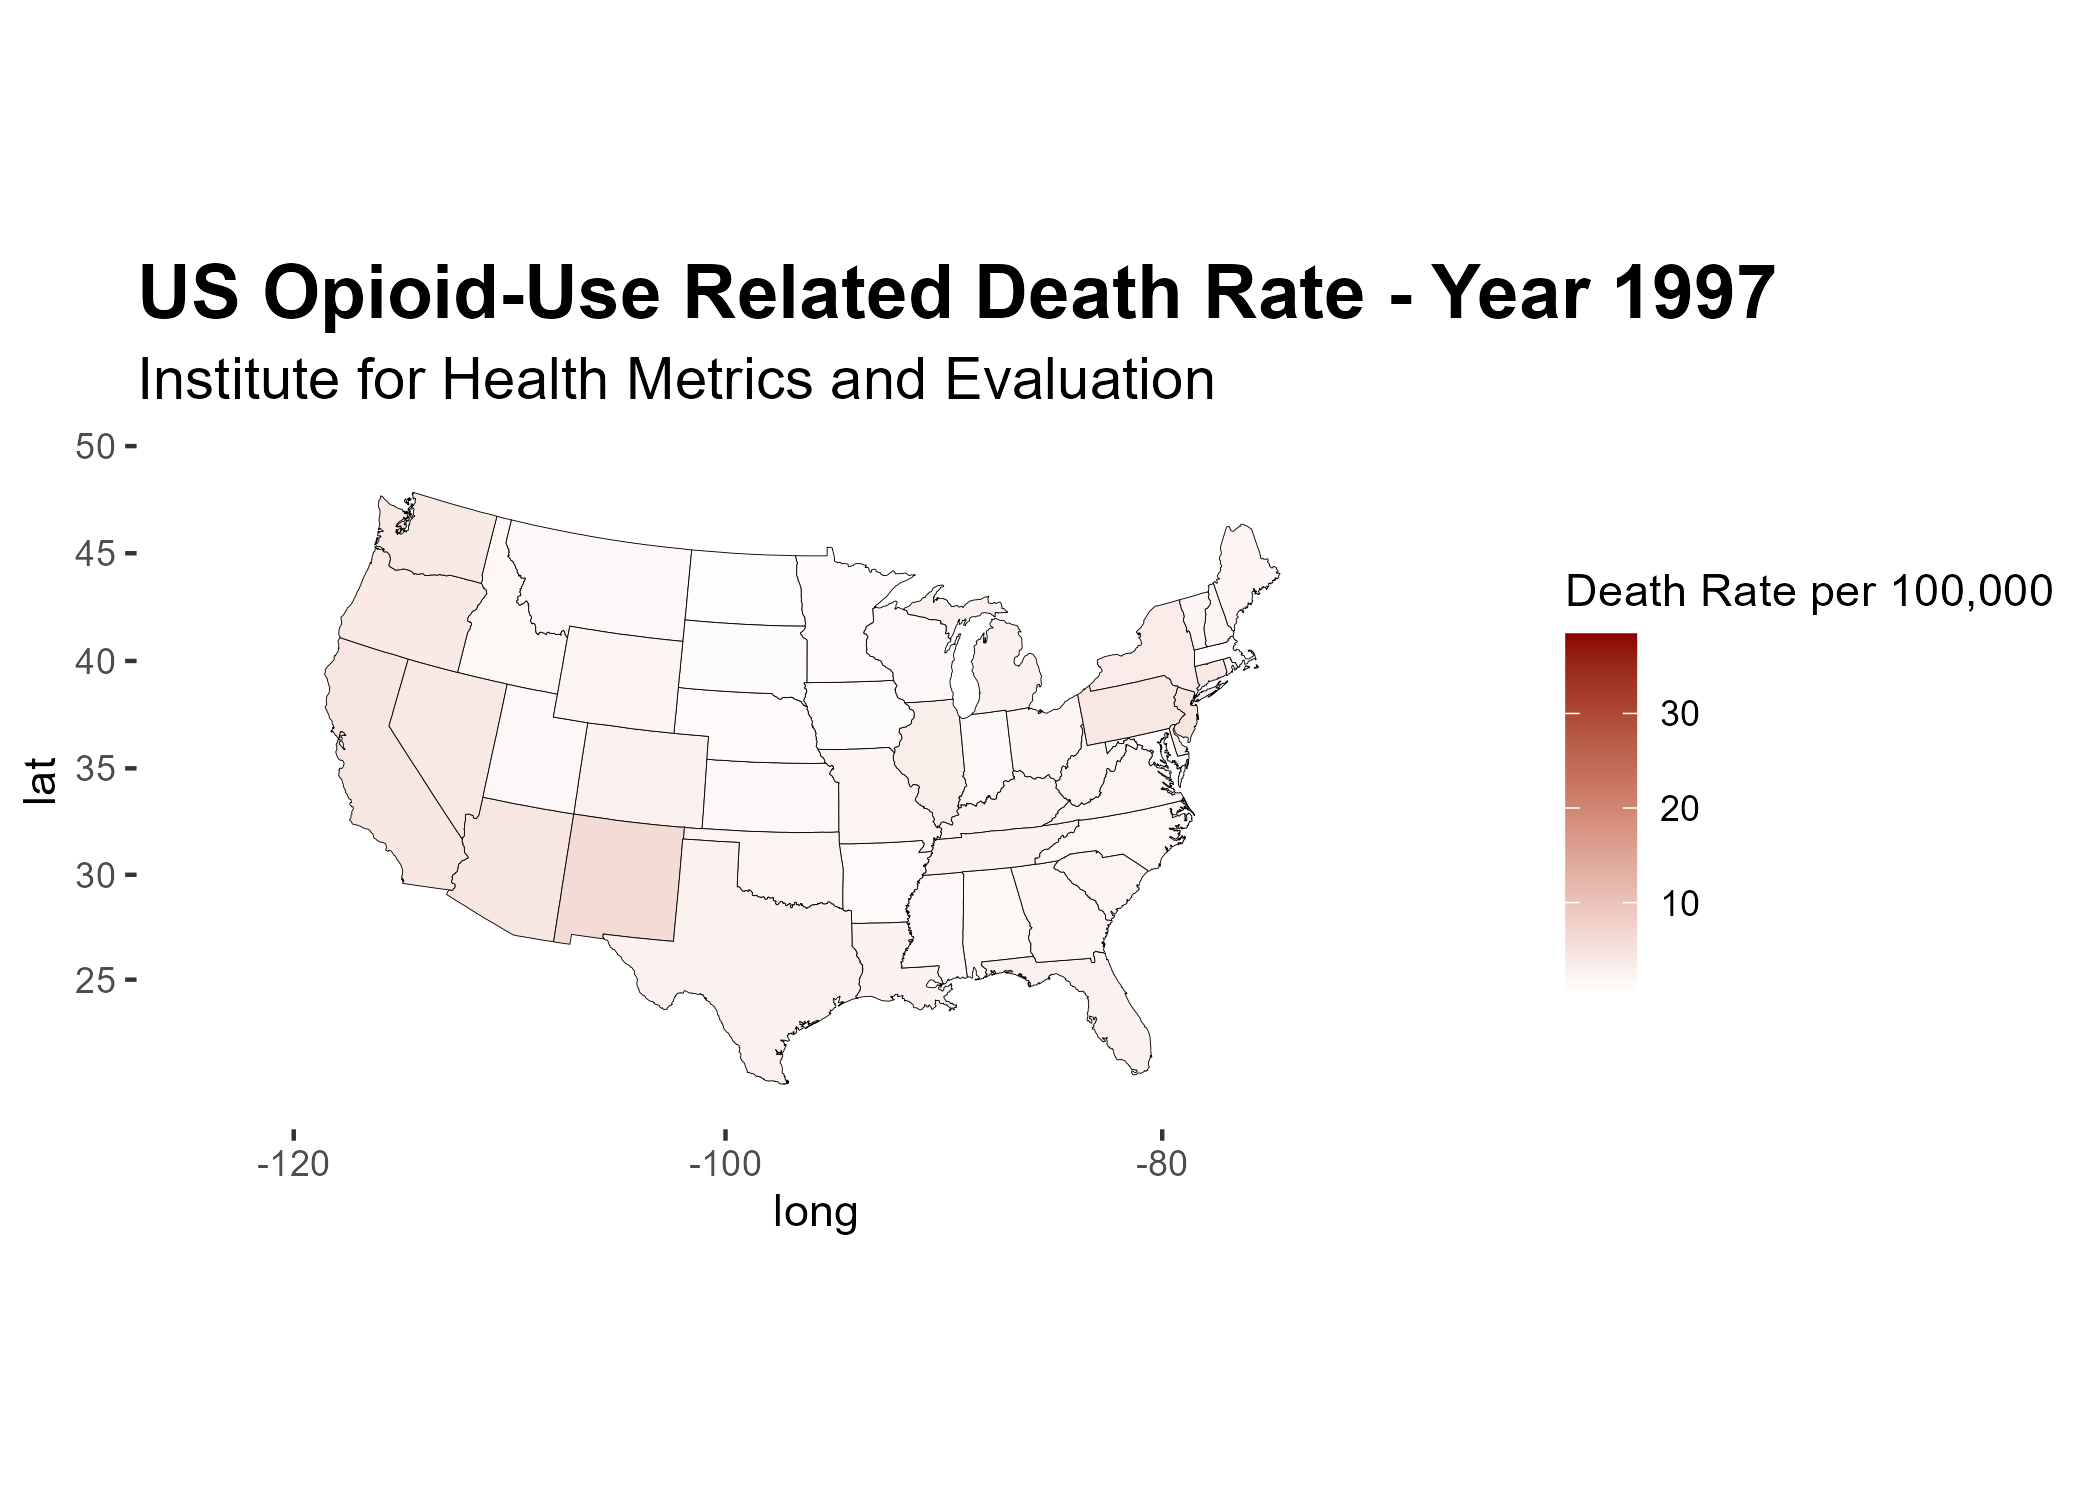 US Opioid-Use Related Death Rate - Year 1997
Institute for Health Metrics and Evaluation
50
45
40
35
30
25
lat
-120
-100
-80
long
Death Rate per 100,000
30
20
10